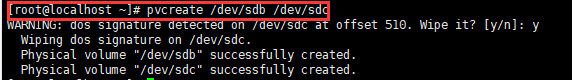 [root@localhost ~]# pvcreate /dev/sdb /dev/sdc
WARNING: dos signature detected on /dev/sdc at offset 510. Wipe it? [y/n]: y
  Wiping dos signature on /dev/sdc.
  Physical volume "/dev/sdb" successfully created.
  Physical volume "/dev/sdc" successfully created.